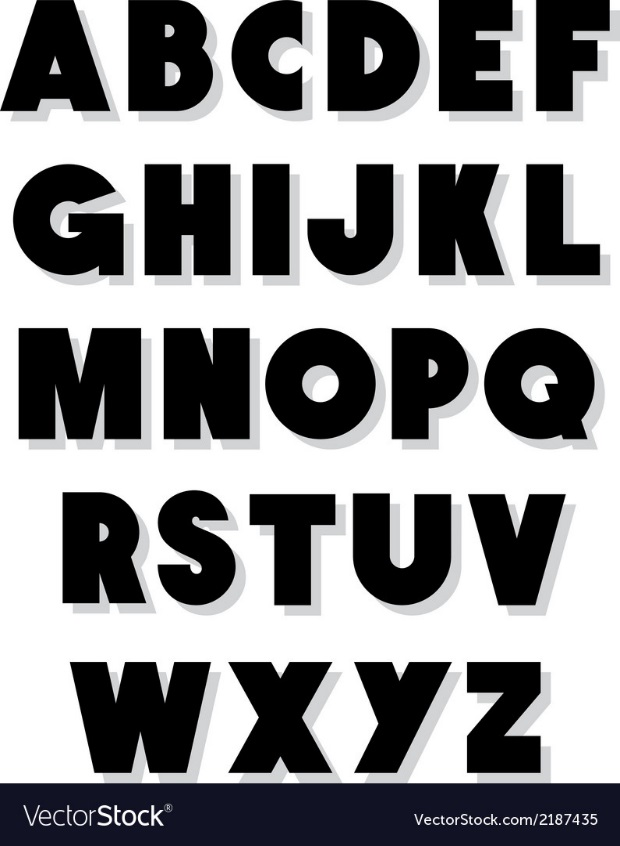 ABCDEF
GHIJKL
MNOPQ
RSTUV
WXYZ
VectorStock® VectorStock.com/2187435